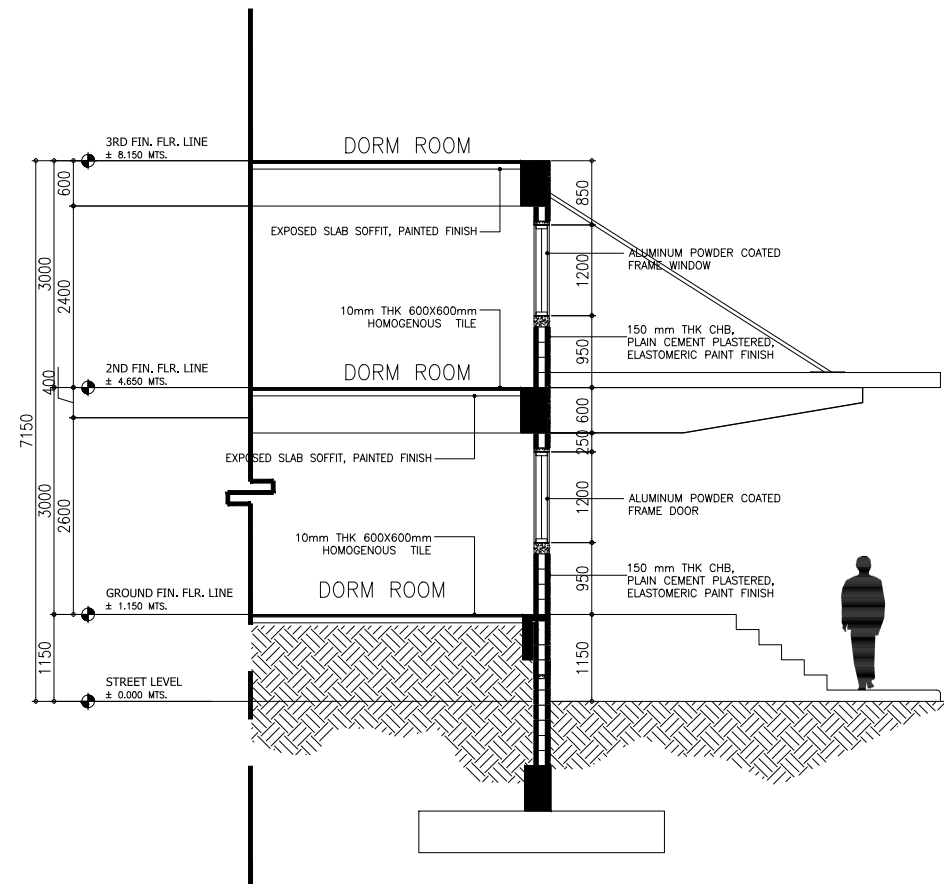 DORM ROOM
3RD FIN. FLR. LINE
± 8.150 MTS.
600
850
EXPOSED SLAB SOFFIT, PAINTED FINISH
ALUMINUM POWDER COATED
FRAME WINDOW
3000
2400
1200
10mm THK 600X600mm
HOMOGENOUS TILE
150 mm THK CHB,
PLAIN CEMENT PLASTERED,
ELASTOMERIC PAINT FINISH
950
2ND FIN. FLR. LINE
± 4.650 MTS.
DORM ROOM
400
600
7150
250
EXPOSED SLAB SOFFIT, PAINTED FINISH
3000
2600
1200
ALUMINUM POWDER COATED
FRAME DOOR
10mm THK 600X600mm
HOMOGENOUS TILE
150 mm THK CHB,
PLAIN CEMENT PLASTERED,
ELASTOMERIC PAINT FINISH
950
GROUND FIN. FLR. LINE
± 1.150 MTS.
DORM ROOM
1150
1150
STREET LEVEL
± 0.000 MTS.